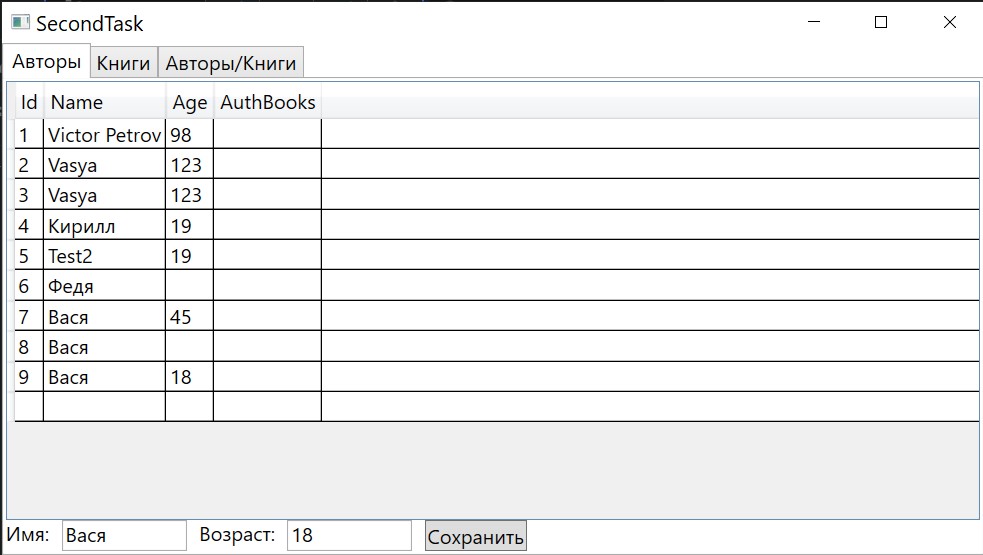 SecondTask
Авторы Книги Авторы/Книги
Id Name Age AuthBooks
1 Victor Petrov 98
2 Vasya 123
3 Vasya 123
4 Кирилл 19
5 Test2 19
6 Федя
7 Вася 45
8 Вася
9 Вася 18
Имя: Вася Возраст: 18 Сохранить